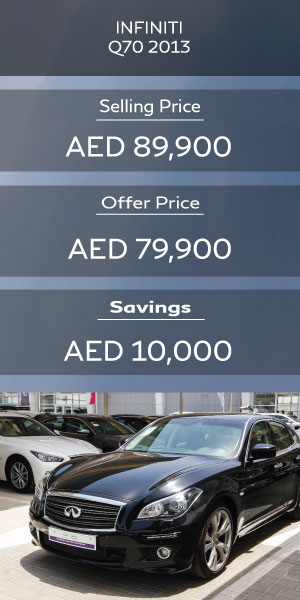 INFINITI
Q70 2013
Selling Price
AED 89,900
Offer Price
AED 79,900
Savings
AED 10,000